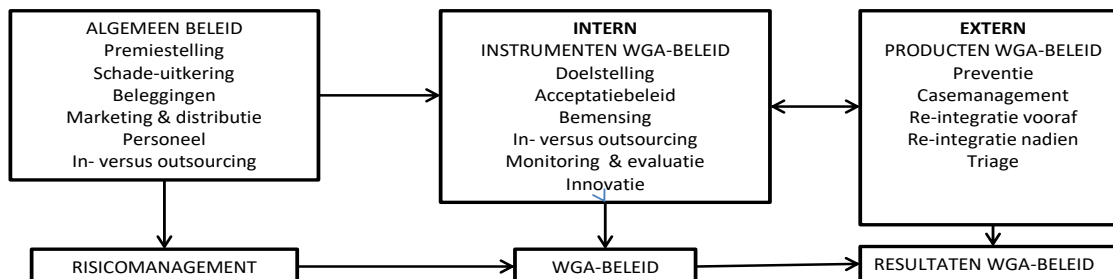 ALGEMEEN BELEID
Premiestelling
Schade-uitkering
Beleggingen
Marketing & distributie
Personeel
In- versus outsourcing
INTERN
INSTRUMENTEN WGA-BELEID
Doelstelling
Acceptatiebeleid
Bemensing
In- versus outsourcing
Monitoring & evaluatie
Innovatie
EXTERN
PRODUCTEN WGA-BELEID
Preventie
Casemanagement
Re-integratie vooraf
Re-integratie nadien
Triage
RISICOMANAGEMENT
WGA-BELEID
RESULTATEN WGA-BELEID